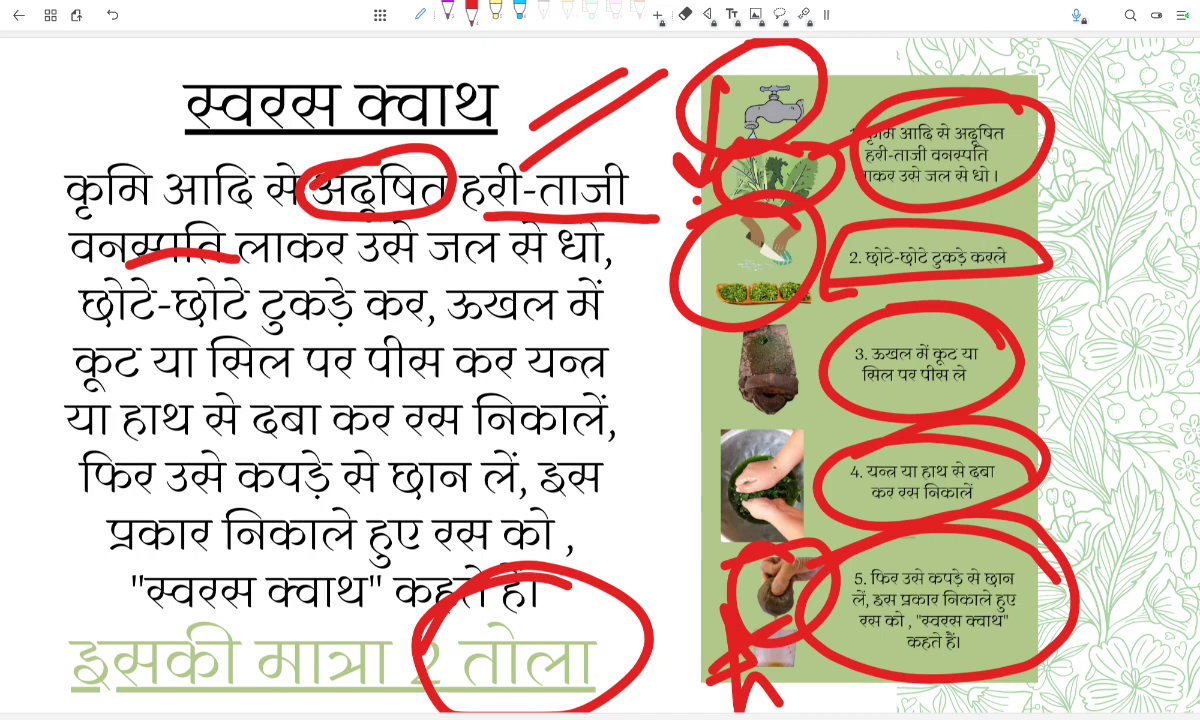 स्वरस क्वाथ
कृमि आदि से अदूषित हरी-ताजी
वनस्पति लाकर उसे जल से धो,
छोटे-छोटे टुकड़े कर, ऊखल में
कूट या सिल पर पीस कर यन्त्र
या हाथ से दबा कर रस निकालें,
फिर उसे कपड़े से छान लें, इस
प्रकार निकाले हुए रस को ,
"स्वरस क्वाथ" कहते हैं।
इसकी मात्रा 2 तोला
कृमि आदि से अदूषित
हरी-ताजी वनस्पति
लाकर उसे जल से धो ।
2. छोटे-छोटे टुकड़े करले
3. ऊखल में कूट या
सिल पर पीस ले
4. यन्त्र या हाथ से दबा
कर रस निकालें
5. फिर उसे कपड़े से छान
लें, इस प्रकार निकाले हुए
रस को , "स्वरस क्वाथ"
कहते हैं।